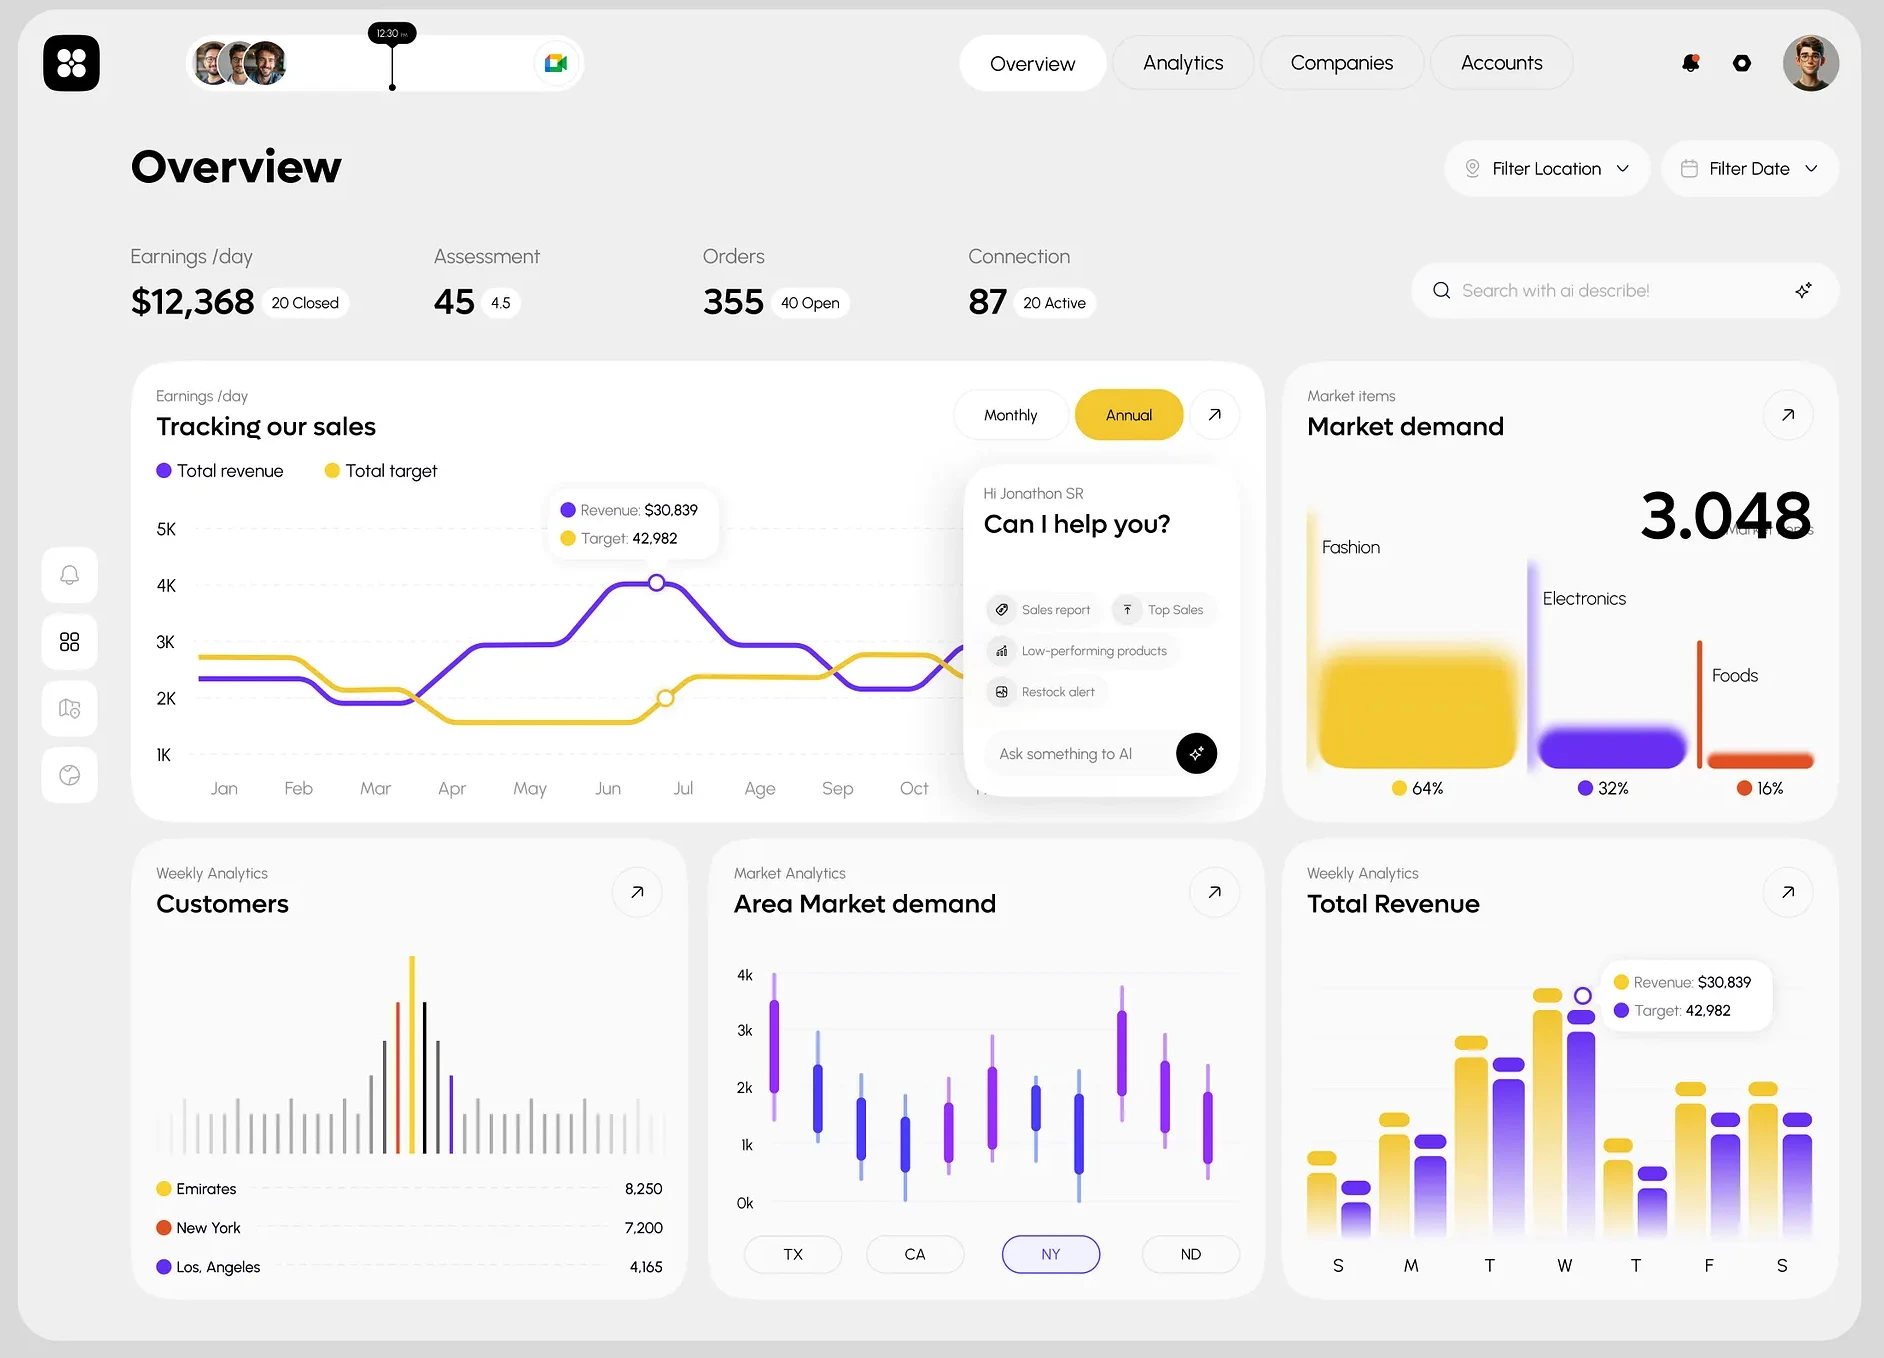 12:30 PM
Overview
Analytics
Companies
Accounts
Overview
Filter Location
Filter Date
Earnings /day
$12,368
20 Closed
Assessment
45
4.5
Orders
355
40 Open
Connection
87
20 Active
Search with ai describe!
Earnings /day
Tracking our sales
Monthly
Annual
Total revenue
Total target
Revenue: $30,839
Target: 42,982
5K
4K
3K
2K
1K
Jan
Feb
Mar
Apr
May
Jun
Jul
Age
Sep
Oct
Hi Jonathon SR
Can I help you?
Sales report
Top Sales
Low-performing products
Restock alert
Ask something to AI
Market items
Market demand
3.048
Fashion
Electronics
Foods
64%
32%
16%
Weekly Analytics
Customers
Emirates
8,250
New York
7,200
Los, Angeles
4,165
Market Analytics
Area Market demand
4k
3k
2k
1k
0k
TX
CA
NY
ND
Weekly Analytics
Total Revenue
Revenue: $30,839
Target: 42,982
S
M
T
W
T
F
S